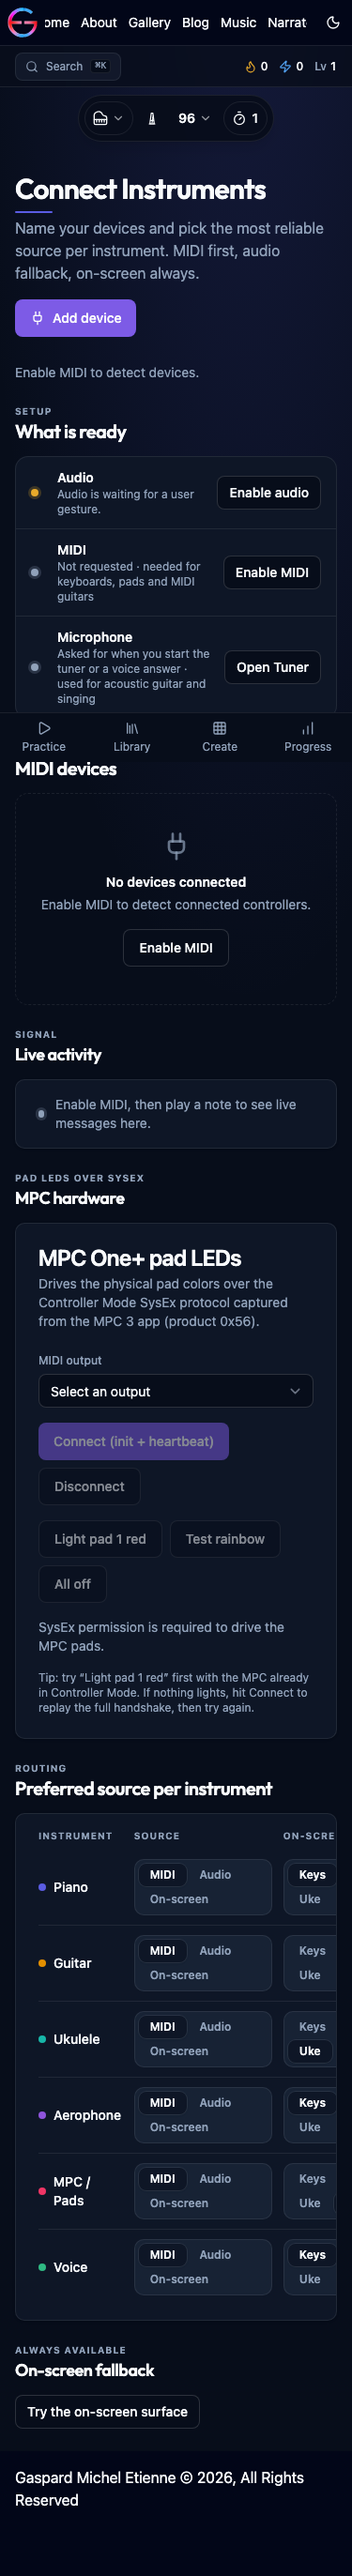 ome About Gallery Blog Music Narrat
Search ⌘K 0 0 Lv 1
96 1
Connect Instruments
Name your devices and pick the most reliable
source per instrument. MIDI first, audio
fallback, on-screen always.
Add device
Enable MIDI to detect devices.
SETUP
What is ready
Audio
Audio is waiting for a user
gesture.
Enable audio
MIDI
Not requested · needed for
keyboards, pads and MIDI
guitars
Enable MIDI
Microphone
Asked for when you start the
tuner or a voice answer ·
used for acoustic guitar and
singing
Open Tuner
Practice Library Create Progress
MIDI devices
No devices connected
Enable MIDI to detect connected controllers.
Enable MIDI
SIGNAL
Live activity
Enable MIDI, then play a note to see live
messages here.
PAD LEDS OVER SYSEX
MPC hardware
MPC One+ pad LEDs
Drives the physical pad colors over the
Controller Mode SysEx protocol captured
from the MPC 3 app (product 0x56).
MIDI output
Select an output
Connect (init + heartbeat)
Disconnect
Light pad 1 red Test rainbow
All off
SysEx permission is required to drive the
MPC pads.
Tip: try “Light pad 1 red” first with the MPC already
in Controller Mode. If nothing lights, hit Connect to
replay the full handshake, then try again.
ROUTING
Preferred source per instrument
INSTRUMENT SOURCE ON-SCRE
Piano MIDI Audio On-screen Keys Uke
Guitar MIDI Audio On-screen Keys Uke
Ukulele MIDI Audio On-screen Keys Uke
Aerophone MIDI Audio On-screen Keys Uke
MPC / Pads MIDI Audio On-screen Keys Uke
Voice MIDI Audio On-screen Keys Uke
ALWAYS AVAILABLE
On-screen fallback
Try the on-screen surface
Gaspard Michel Etienne © 2026, All Rights
Reserved